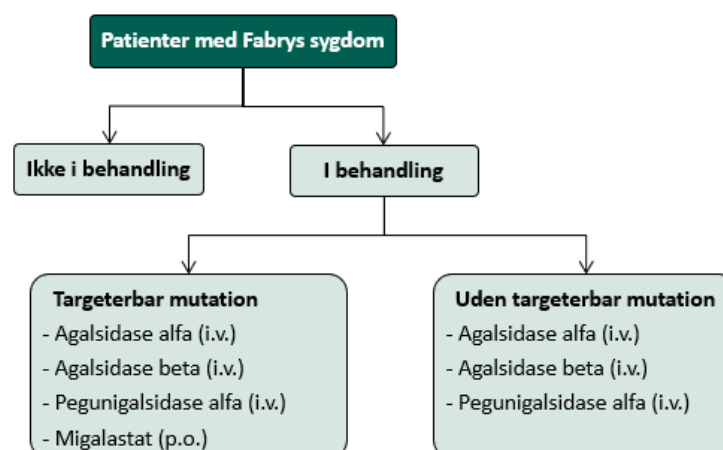 Patienter med Fabrys sygdom
Ikke i behandling
I behandling
Targeterbar mutation
- Agalsidase alfa (i.v.)
- Agalsidase beta (i.v.)
- Pegunigalsidase alfa (i.v.)
- Migalastat (p.o.)
Uden targeterbar mutation
- Agalsidase alfa (i.v.)
- Agalsidase beta (i.v.)
- Pegunigalsidase alfa (i.v.)